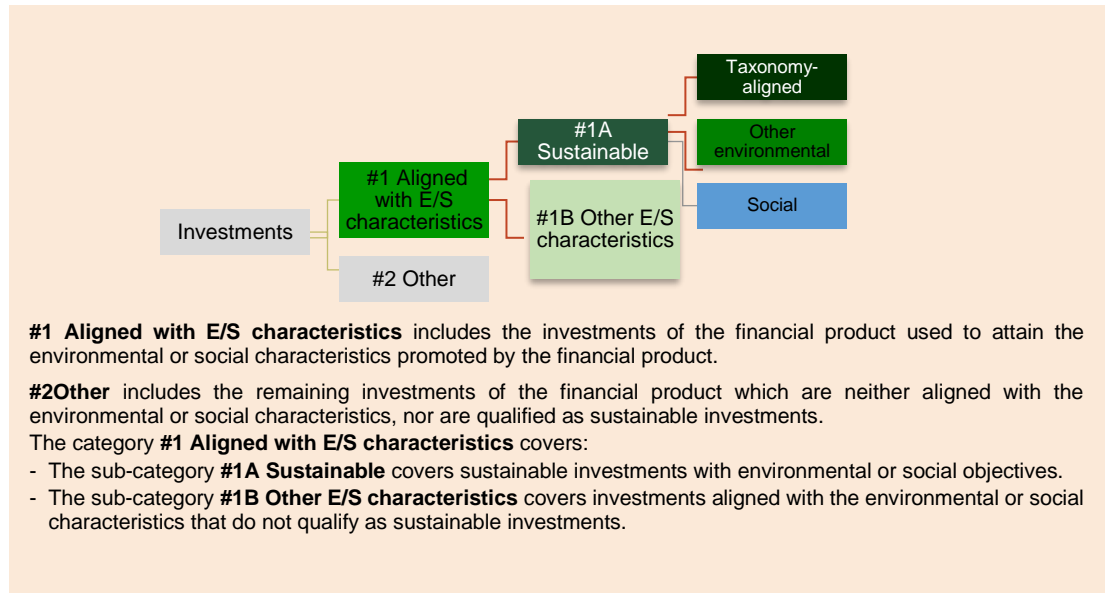 Taxonomy-
aligned
#1A
Sustainable
Other
environmental
#1 Aligned
with E/S
characteristics
Social
#1B Other E/S
characteristics
Investments
#2 Other
#1 Aligned with E/S characteristics includes the investments of the financial product used to attain the
environmental or social characteristics promoted by the financial product.
#2Other includes the remaining investments of the financial product which are neither aligned with the
environmental or social characteristics, nor are qualified as sustainable investments.
The category #1 Aligned with E/S characteristics covers:
- The sub-category #1A Sustainable covers sustainable investments with environmental or social objectives.
- The sub-category #1B Other E/S characteristics covers investments aligned with the environmental or social
characteristics that do not qualify as sustainable investments.